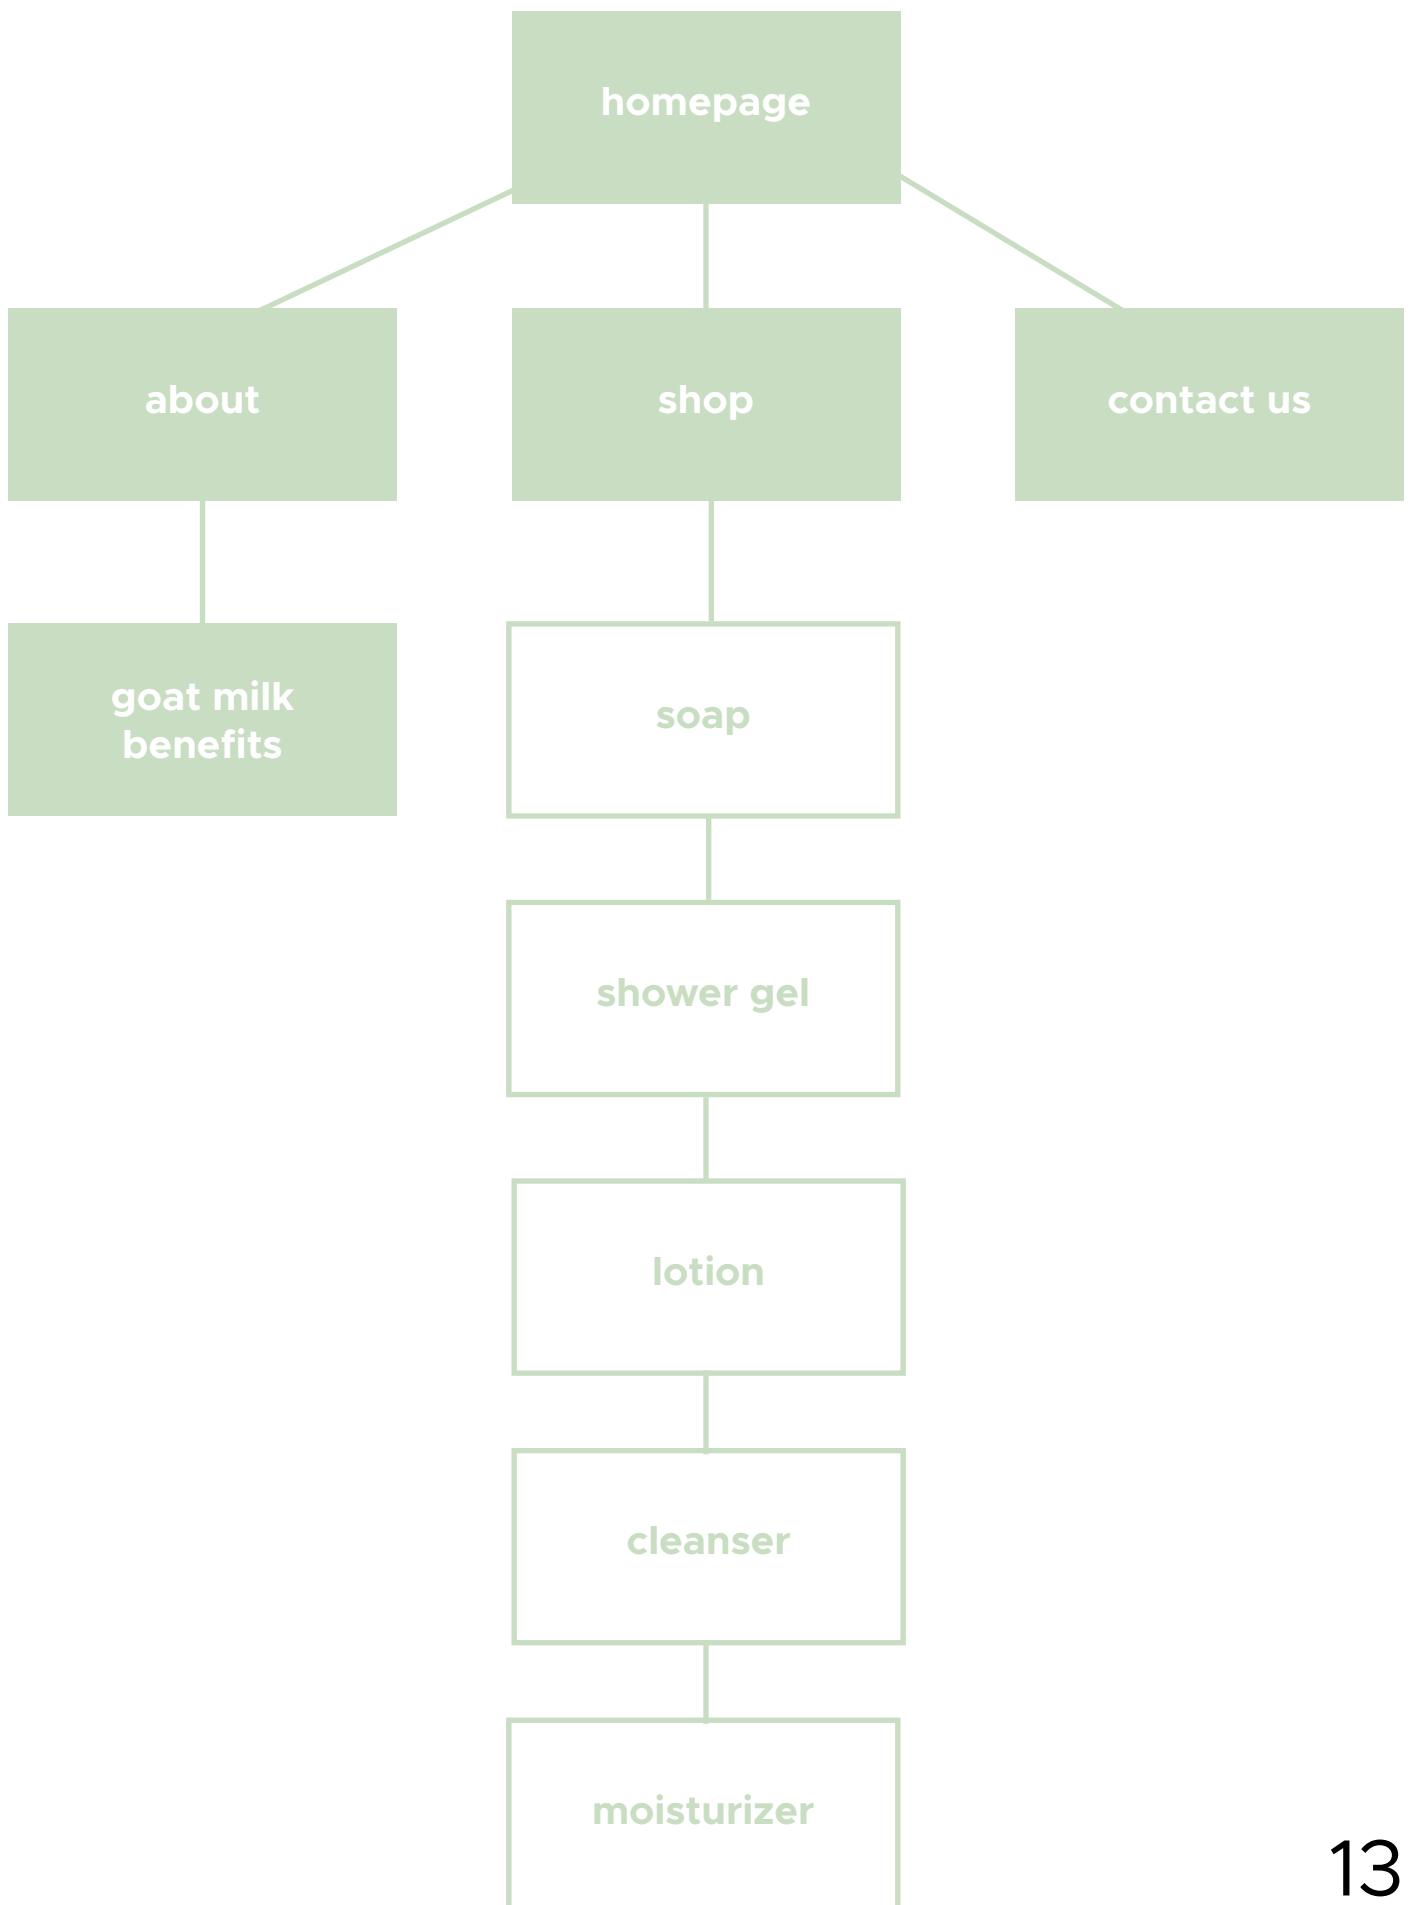 homepage
about
shop
contact us
goat milk
benefits
soap
shower gel
lotion
cleanser
moisturizer
13